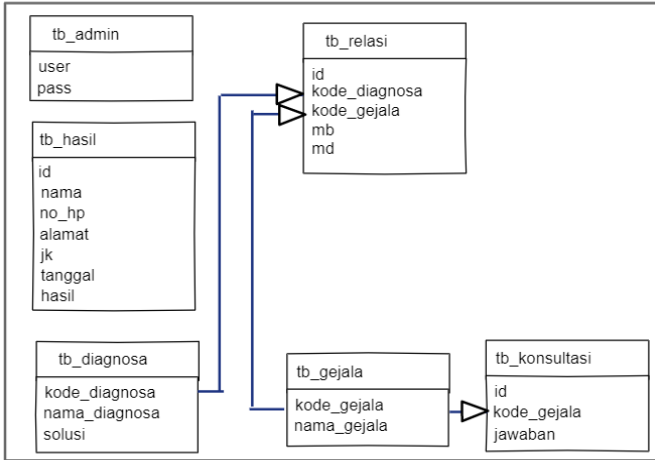 tb_admin
user
pass
tb_relasi
id
kode_diagnosa
kode_gejala
mb
md
tb_hasil
id
nama
no_hp
alamat
jk
tanggal
hasil
tb_diagnosa
kode_diagnosa
nama_diagnosa
solusi
tb_gejala
kode_gejala
nama_gejala
tb_konsultasi
id
kode_gejala
jawaban